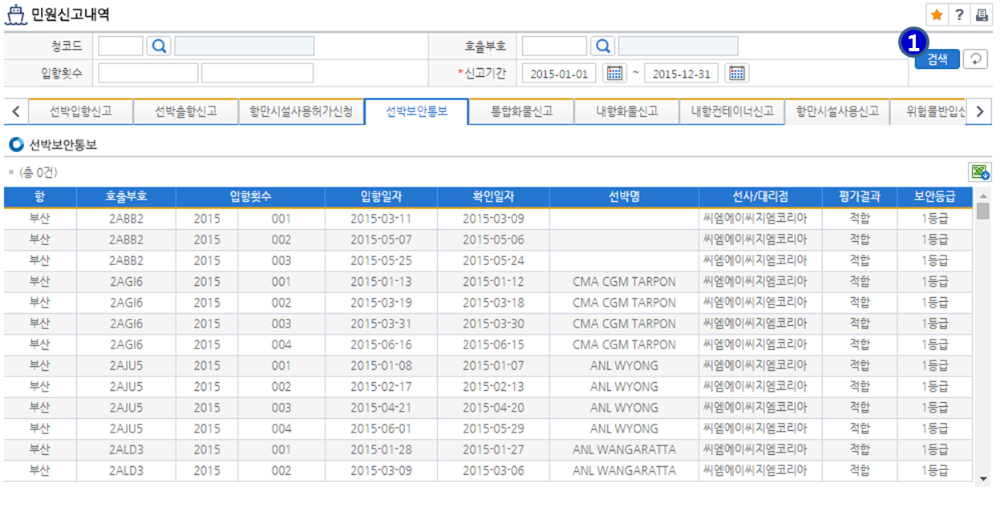 민원신고내역
?
청코드 호출부호 1
입항횟수 *신고기간 2015-01-01 ~ 2015-12-31 검색
선박입항신고 선박출항신고 항만시설사용허가신청 선박보안통보 통합화물신고 내항화물신고 내항컨테이너신고 항만시설사용신고 위험물반입신
선박보안통보
(총 0건)
항 호출부호 입항횟수 입항일자 확인일자 선박명 선사/대리점 평가결과 보안등급
부산 2ABB2 2015 001 2015-03-11 2015-03-09 씨엠에이씨지엠코리아 적합 1등급
부산 2ABB2 2015 002 2015-05-07 2015-05-06 씨엠에이씨지엠코리아 적합 1등급
부산 2ABB2 2015 003 2015-05-25 2015-05-24 씨엠에이씨지엠코리아 적합 1등급
부산 2AGI6 2015 001 2015-01-13 2015-01-12 CMA CGM TARPON 씨엠에이씨지엠코리아 적합 1등급
부산 2AGI6 2015 002 2015-03-19 2015-03-18 CMA CGM TARPON 씨엠에이씨지엠코리아 적합 1등급
부산 2AGI6 2015 003 2015-03-31 2015-03-30 CMA CGM TARPON 씨엠에이씨지엠코리아 적합 1등급
부산 2AGI6 2015 004 2015-06-16 2015-06-15 CMA CGM TARPON 씨엠에이씨지엠코리아 적합 1등급
부산 2AJU5 2015 001 2015-01-08 2015-01-07 ANL WYONG 씨엠에이씨지엠코리아 적합 1등급
부산 2AJU5 2015 002 2015-02-17 2015-02-13 ANL WYONG 씨엠에이씨지엠코리아 적합 1등급
부산 2AJU5 2015 003 2015-04-21 2015-04-20 ANL WYONG 씨엠에이씨지엠코리아 적합 1등급
부산 2AJU5 2015 004 2015-06-01 2015-05-29 ANL WYONG 씨엠에이씨지엠코리아 적합 1등급
부산 2ALD3 2015 001 2015-01-28 2015-01-27 ANL WANGARATTA 씨엠에이씨지엠코리아 적합 1등급
부산 2ALD3 2015 002 2015-03-09 2015-03-06 ANL WANGARATTA 씨엠에이씨지엠코리아 적합 1등급